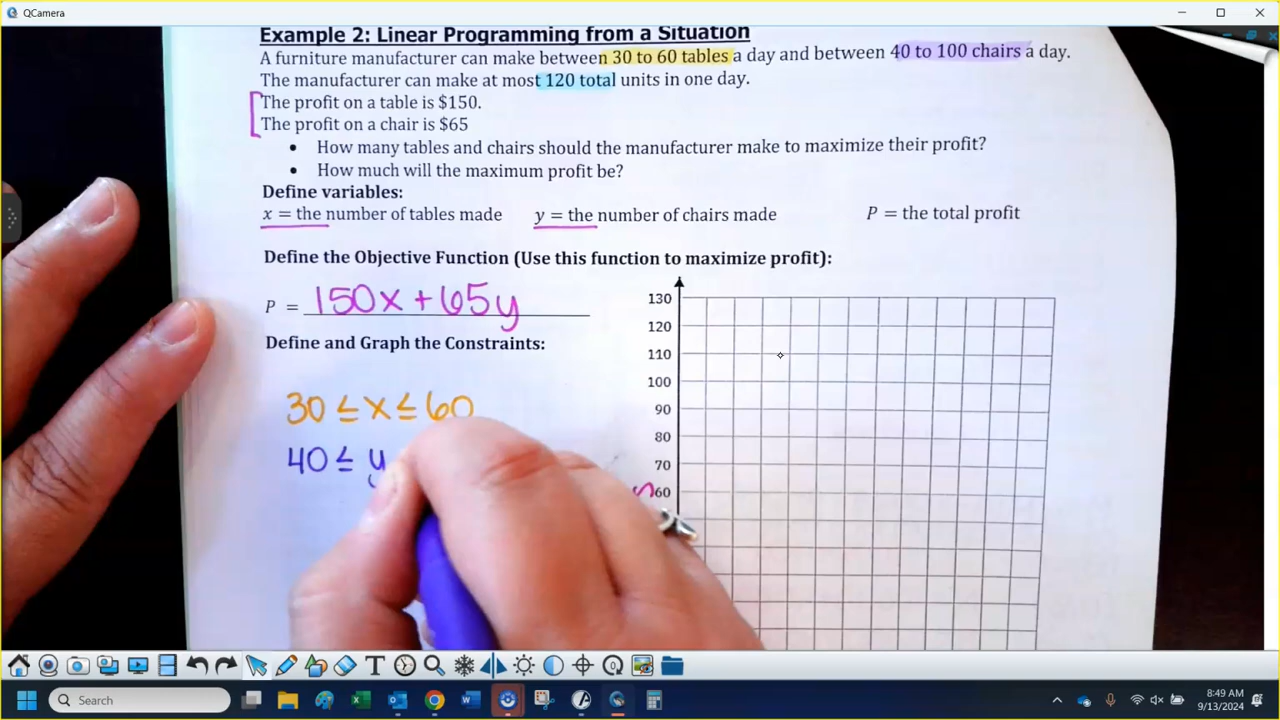 QCamera
Example 2: Linear Programming from a Situation
A furniture manufacturer can make between 30 to 60 tables a day and between 40 to 100 chairs a day.
The manufacturer can make at most 120 total units in one day.
The profit on a table is $150.
The profit on a chair is $65
• How many tables and chairs should the manufacturer make to maximize their profit?
• How much will the maximum profit be?
Define variables:
x = the number of tables made y = the number of chairs made P = the total profit
Define the Objective Function (Use this function to maximize profit):
P = 150x + 65y
Define and Graph the Constraints:
30 ≤ x ≤ 60
40 ≤ y
130
120
110
100
90
80
70
60
Search
8:49 AM
9/13/2024